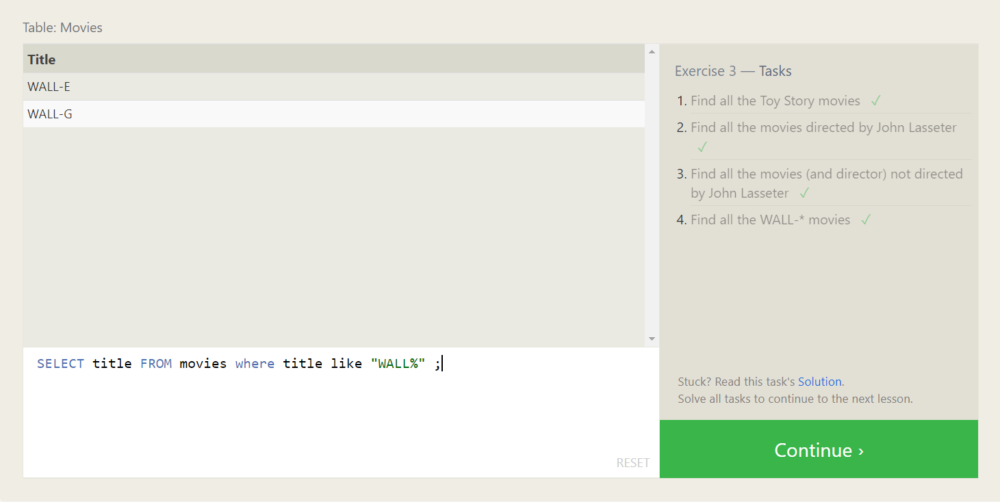 Table: Movies
Title
WALL-E
WALL-G
SELECT title FROM movies where title like "WALL%" ;
RESET
Exercise 3 — Tasks
1. Find all the Toy Story movies ✓
2. Find all the movies directed by John Lasseter
✓
3. Find all the movies (and director) not directed
by John Lasseter ✓
4. Find all the WALL-* movies ✓
Stuck? Read this task's Solution.
Solve all tasks to continue to the next lesson.
Continue ›